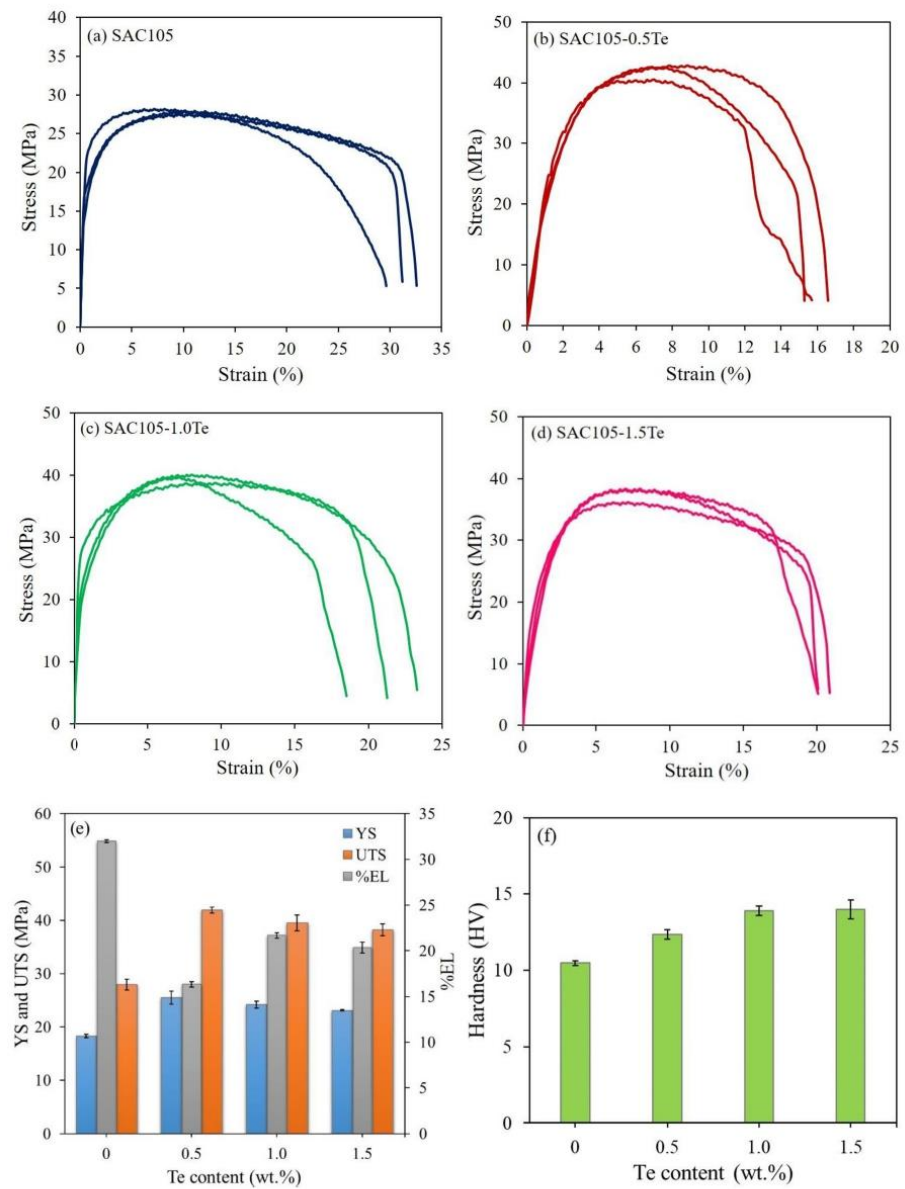 (a) SAC105
Stress (MPa)
40
35
30
25
20
15
10
5
0
0 5 10 15 20 25 30 35
Strain (%)
(b) SAC105-0.5Te
Stress (MPa)
50
40
30
20
10
0
0 2 4 6 8 10 12 14 16 18 20
Strain (%)
(c) SAC105-1.0Te
Stress (MPa)
50
40
30
20
10
0
0 5 10 15 20 25
Strain (%)
(d) SAC105-1.5Te
Stress (MPa)
50
40
30
20
10
0
0 5 10 15 20 25
Strain (%)
(e)
YS
UTS
%EL
YS and UTS (MPa)
60
50
40
30
20
10
0
%EL
35
30
25
20
15
10
5
0
0 0.5 1.0 1.5
Te content (wt.%)
(f)
Hardness (HV)
20
15
10
5
0
0 0.5 1.0 1.5
Te content (wt.%)